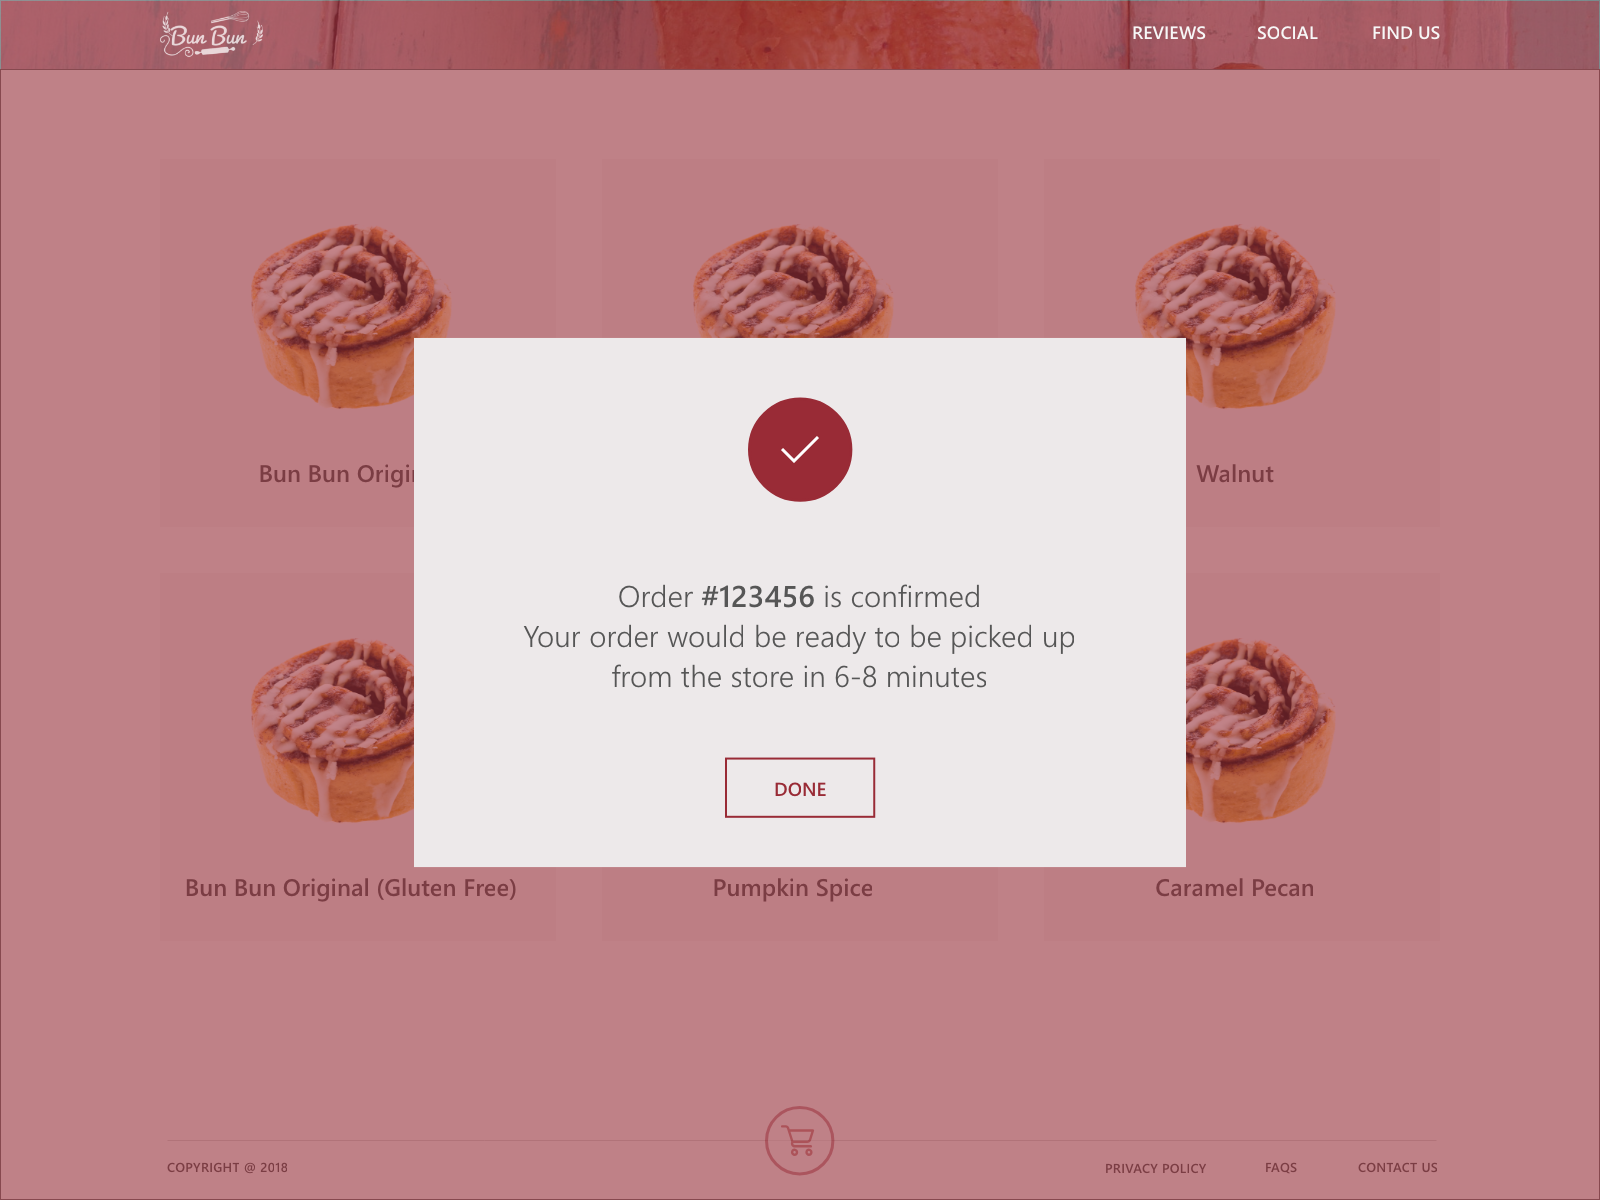 Bun Bun
REVIEWS
SOCIAL
FIND US
Bun Bun Origi
Walnut
Order #123456 is confirmed
Your order would be ready to be picked up
from the store in 6-8 minutes
DONE
Bun Bun Original (Gluten Free)
Pumpkin Spice
Caramel Pecan
COPYRIGHT @ 2018
PRIVACY POLICY
FAQS
CONTACT US